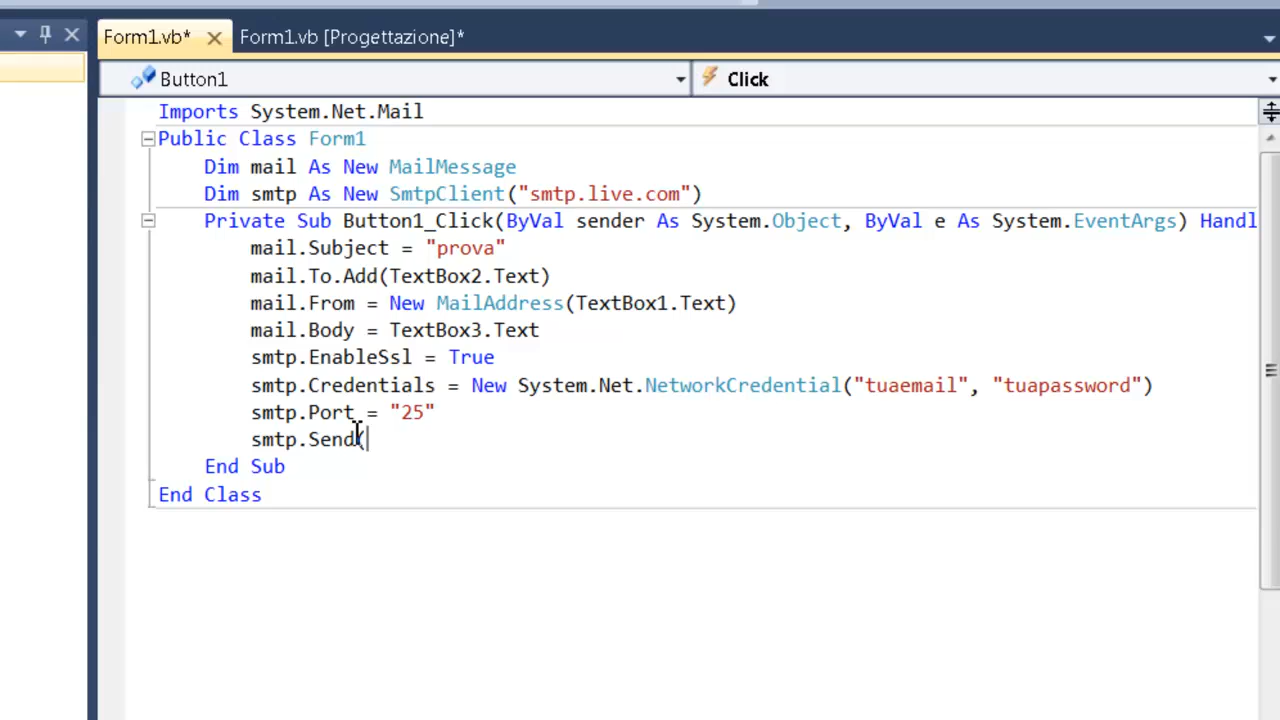 Form1.vb* Form1.vb [Progettazione]*
Button1 Click
Imports System.Net.Mail
Public Class Form1
Dim mail As New MailMessage
Dim smtp As New SmtpClient("smtp.live.com")
Private Sub Button1_Click(ByVal sender As System.Object, ByVal e As System.EventArgs) Handl
mail.Subject = "prova"
mail.To.Add(TextBox2.Text)
mail.From = New MailAddress(TextBox1.Text)
mail.Body = TextBox3.Text
smtp.EnableSsl = True
smtp.Credentials = New System.Net.NetworkCredential("tuaemail", "tuapassword")
smtp.Port = "25"
smtp.Send(
End Sub
End Class